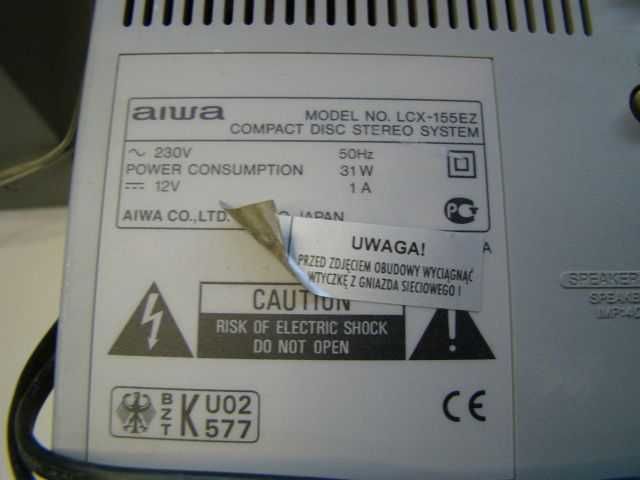 aiwa
MODEL NO. LCX-155EZ
COMPACT DISC STEREO SYSTEM
~ 230V 50Hz
POWER CONSUMPTION 31W
⎓ 12V 1A
AIWA CO.,LTD. JAPAN
A
UWAGA!
PRZED ZDJĘCIEM OBUDOWY WYCIĄGNĄĆ
WTYCZKĘ Z GNIAZDA SIECIOWEGO !
CAUTION
RISK OF ELECTRIC SHOCK
DO NOT OPEN
BZT K U02
577
CE
SPEAKER
SPEAKE